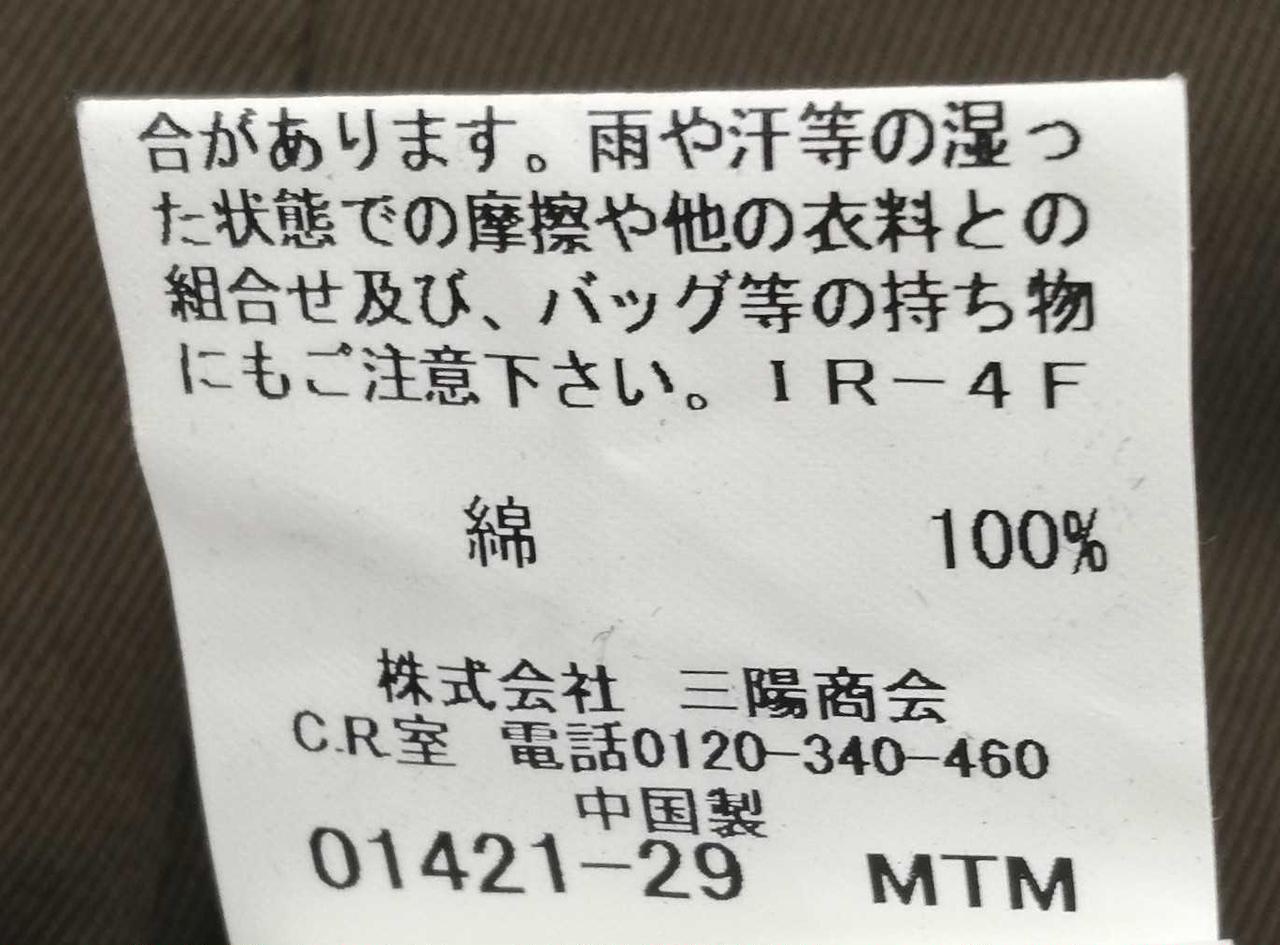 合があります。雨や汗等の湿っ
た状態での摩擦や他の衣料との
組合せ及び、バッグ等の持ち物
にもご注意下さい。ＩＲ－４Ｆ
綿 100%
株式会社 三陽商会
C.R.室 電話0120-340-460
中国製
01421-29 MTM